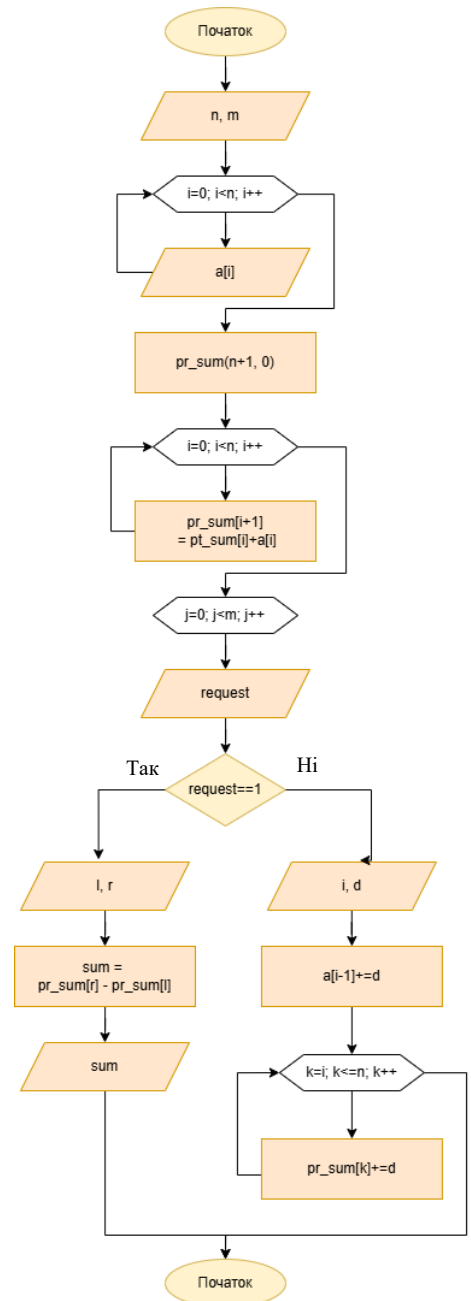 Початок
n, m
i=0; i<n; i++
a[i]
pr_sum(n+1, 0)
i=0; i<n; i++
pr_sum[i+1]
= pt_sum[i]+a[i]
j=0; j<m; j++
request
Так
Ні
request==1
l, r
i, d
sum =
pr_sum[r] - pr_sum[l]
a[i-1]+=d
sum
k=i; k<=n; k++
pr_sum[k]+=d
Початок